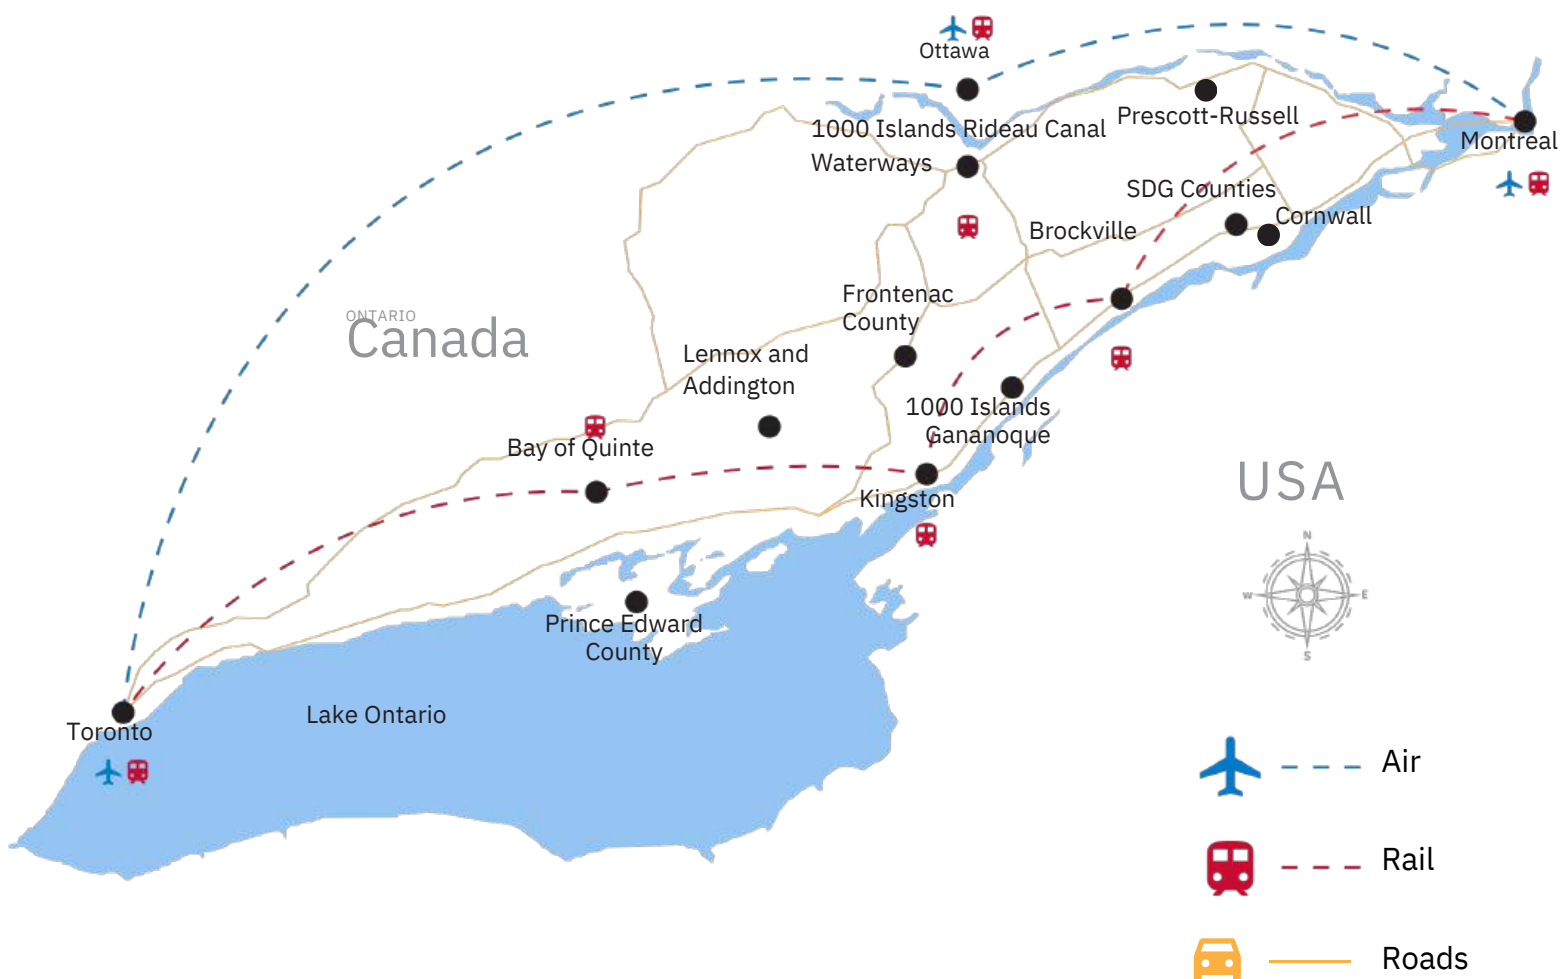 Ottawa
1000 Islands Rideau Canal
Waterways
Prescott-Russell
Montreal
SDG Counties
Cornwall
Brockville
Frontenac
County
ONTARIO
Canada
Lennox and
Addington
1000 Islands
Gananoque
Bay of Quinte
Kingston
USA
N
W
E
S
Prince Edward
County
Lake Ontario
Toronto
Air
Rail
Roads